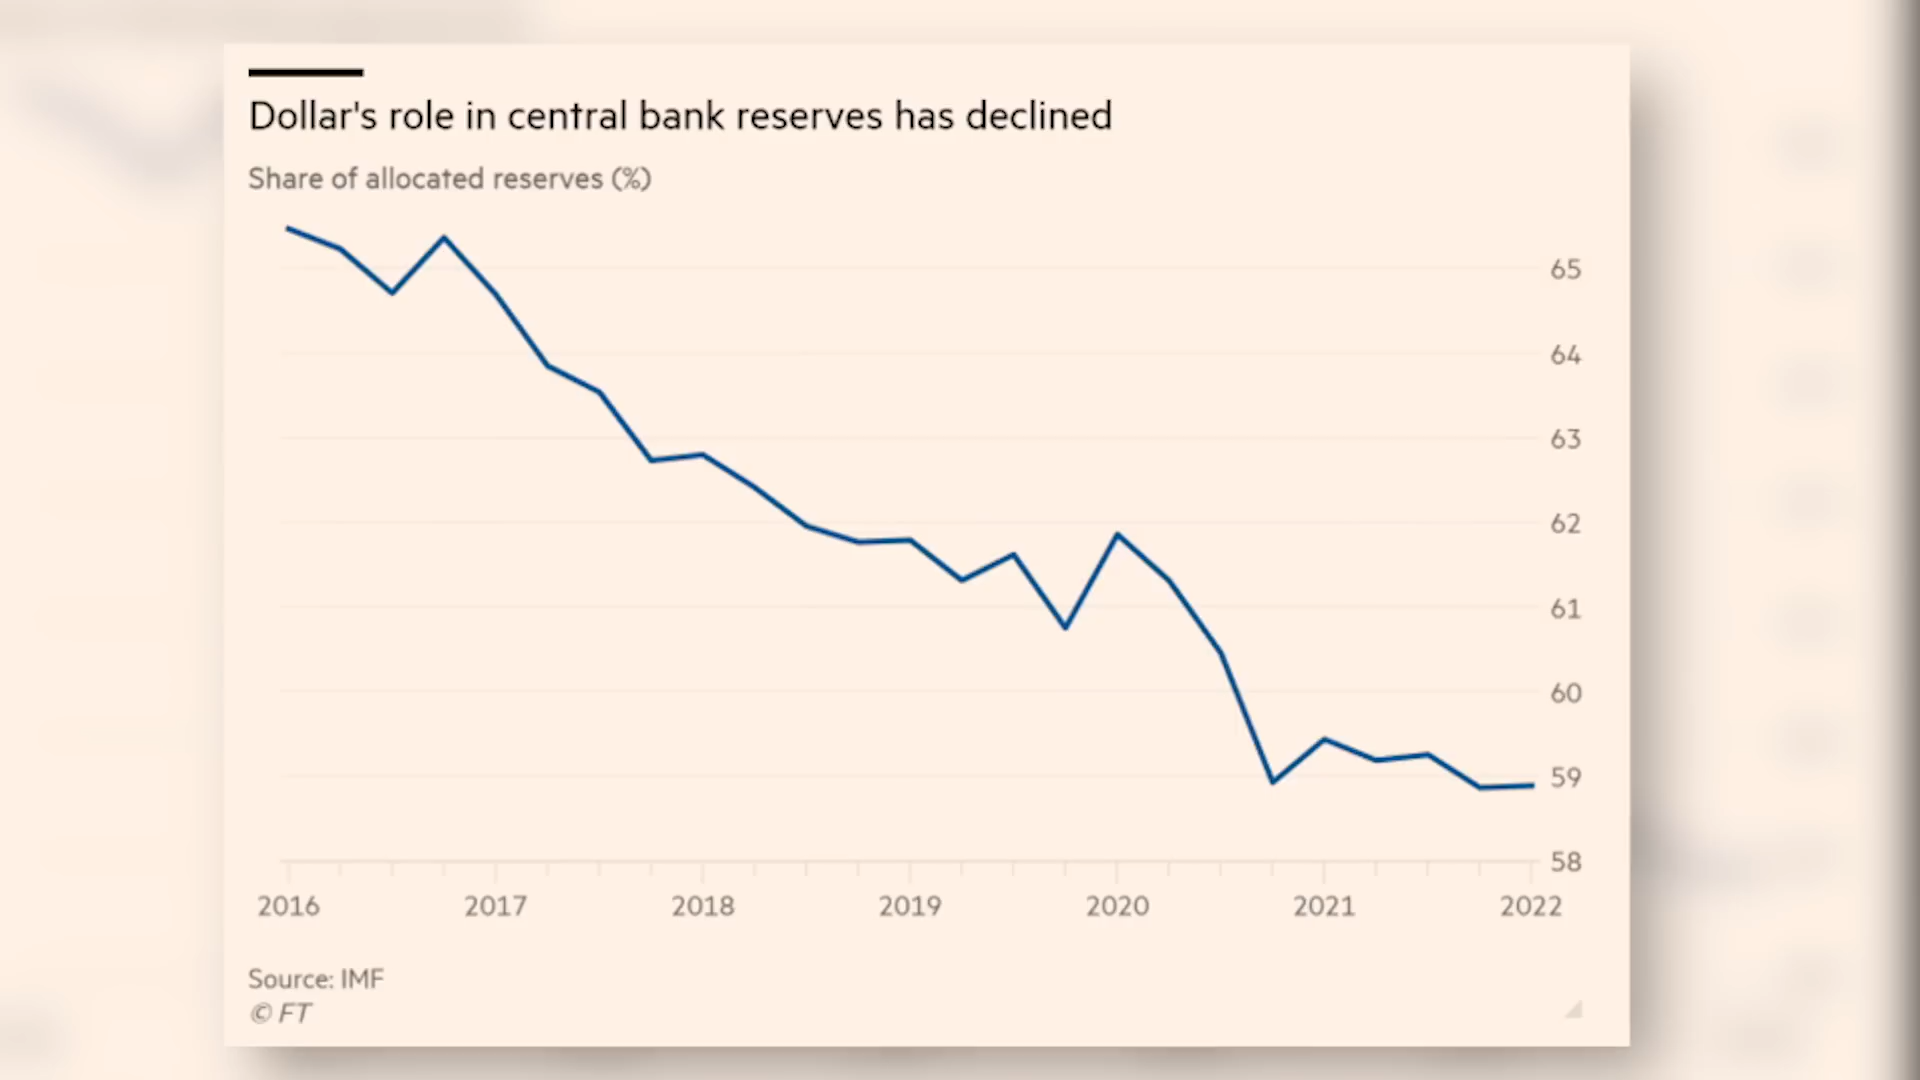 Dollar's role in central bank reserves has declined
Share of allocated reserves (%)
65
64
63
62
61
60
59
58
2016 2017 2018 2019 2020 2021 2022
Source: IMF
© FT